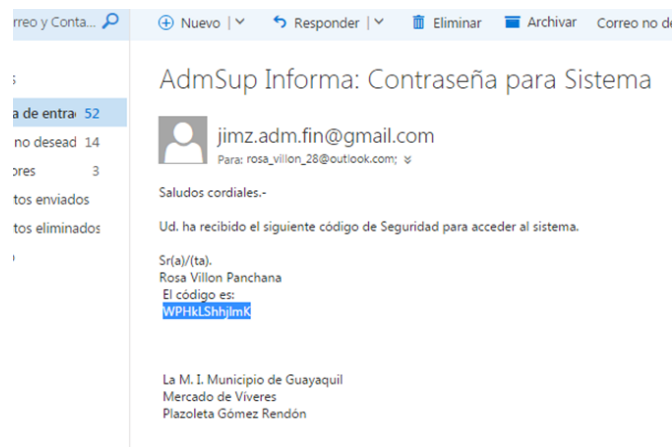 rreo y Conta...
Nuevo | Responder | Eliminar Archivar Correo no de
AdmSup Informa: Contraseña para Sistema
a de entra 52
no desead 14
ores 3
tos enviados
tos eliminados
jimz.adm.fin@gmail.com
Para: rosa_villon_28@outlook.com;
Saludos cordiales.-
Ud. ha recibido el siguiente código de Seguridad para acceder al sistema.
Sr(a)/(ta).
Rosa Villon Panchana
El código es:
WPHkLShhjlmK
La M. I. Municipio de Guayaquil
Mercado de Víveres
Plazoleta Gómez Rendón